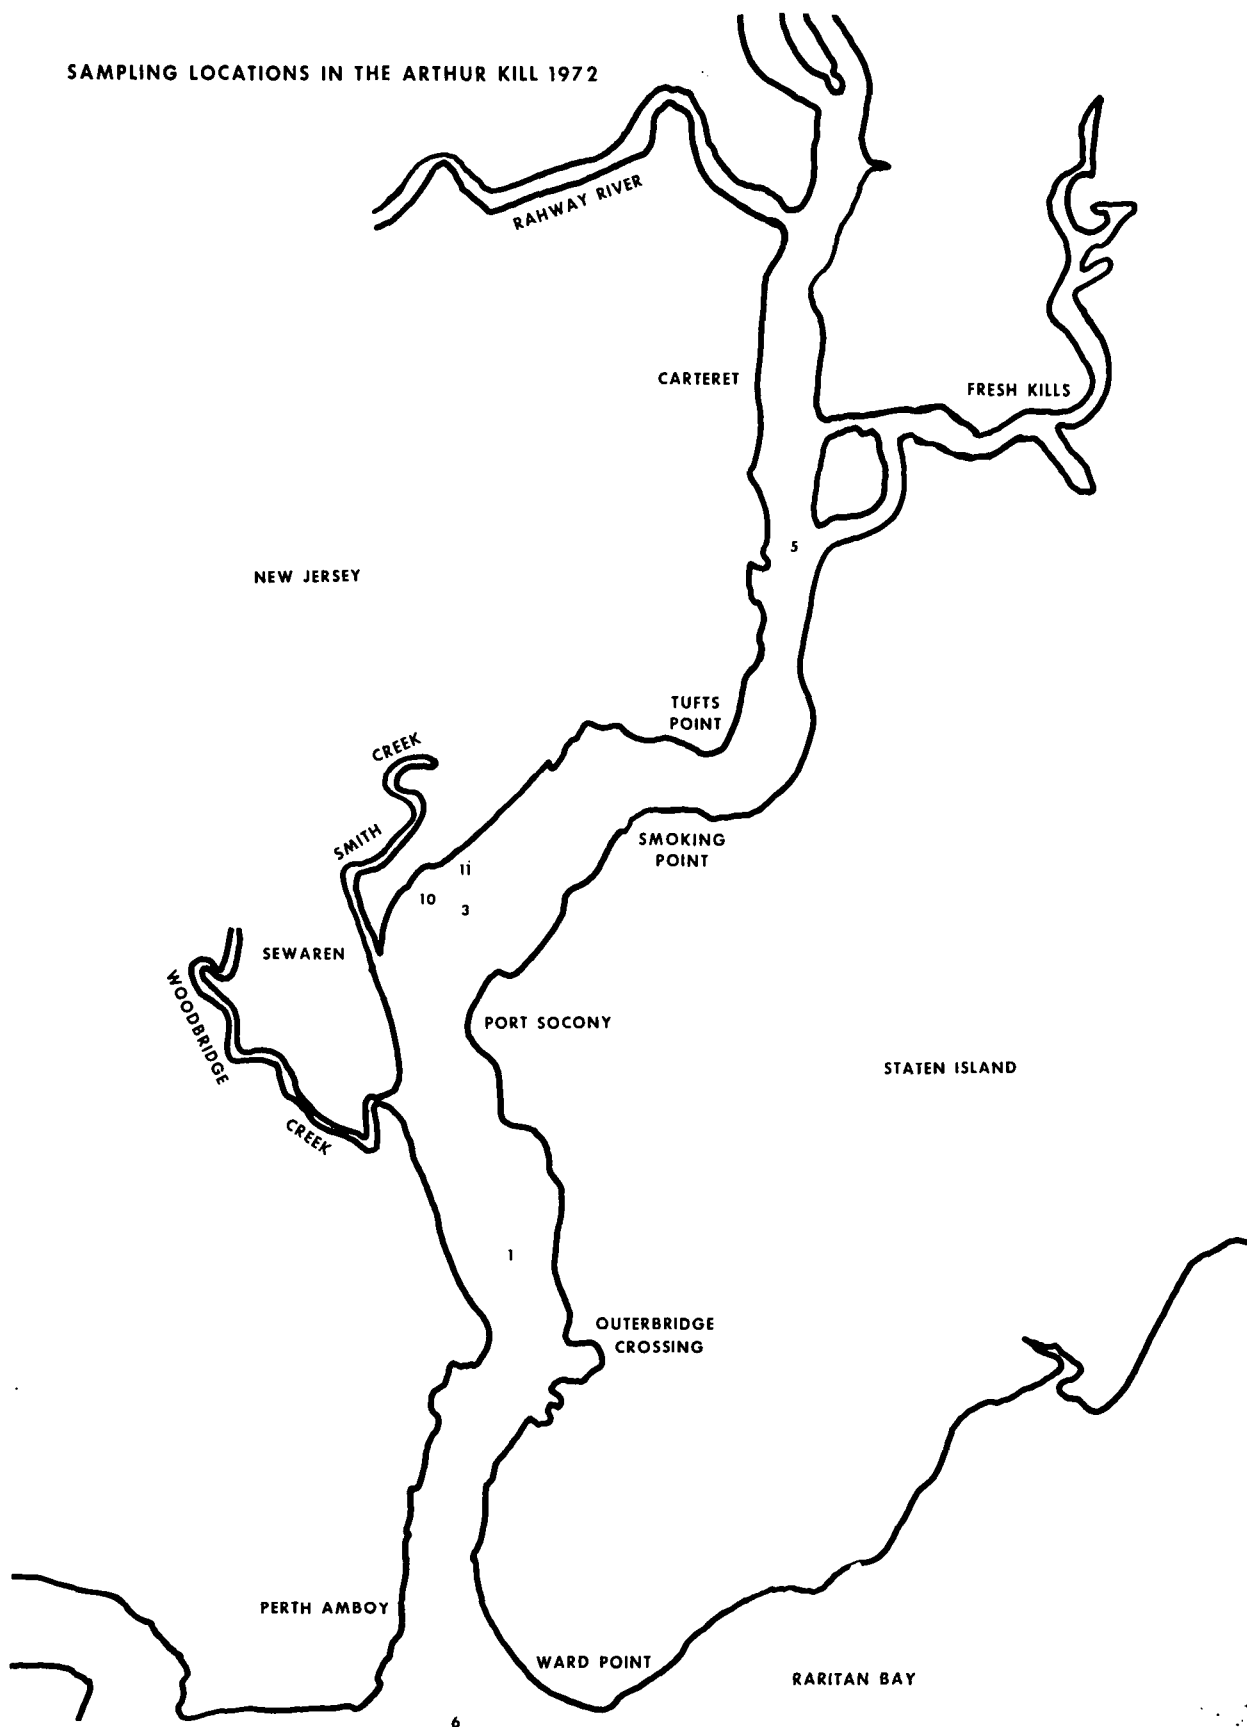 SAMPLING LOCATIONS IN THE ARTHUR KILL 1972
RAHWAY RIVER
CARTERET
FRESH KILLS
5
NEW JERSEY
TUFTS
POINT
CREEK
SMITH
SMOKING
POINT
11
10
3
SEWAREN
WOODBRIDGE
CREEK
PORT SOCONY
STATEN ISLAND
1
OUTERBRIDGE
CROSSING
PERTH AMBOY
WARD POINT
RARITAN BAY
6